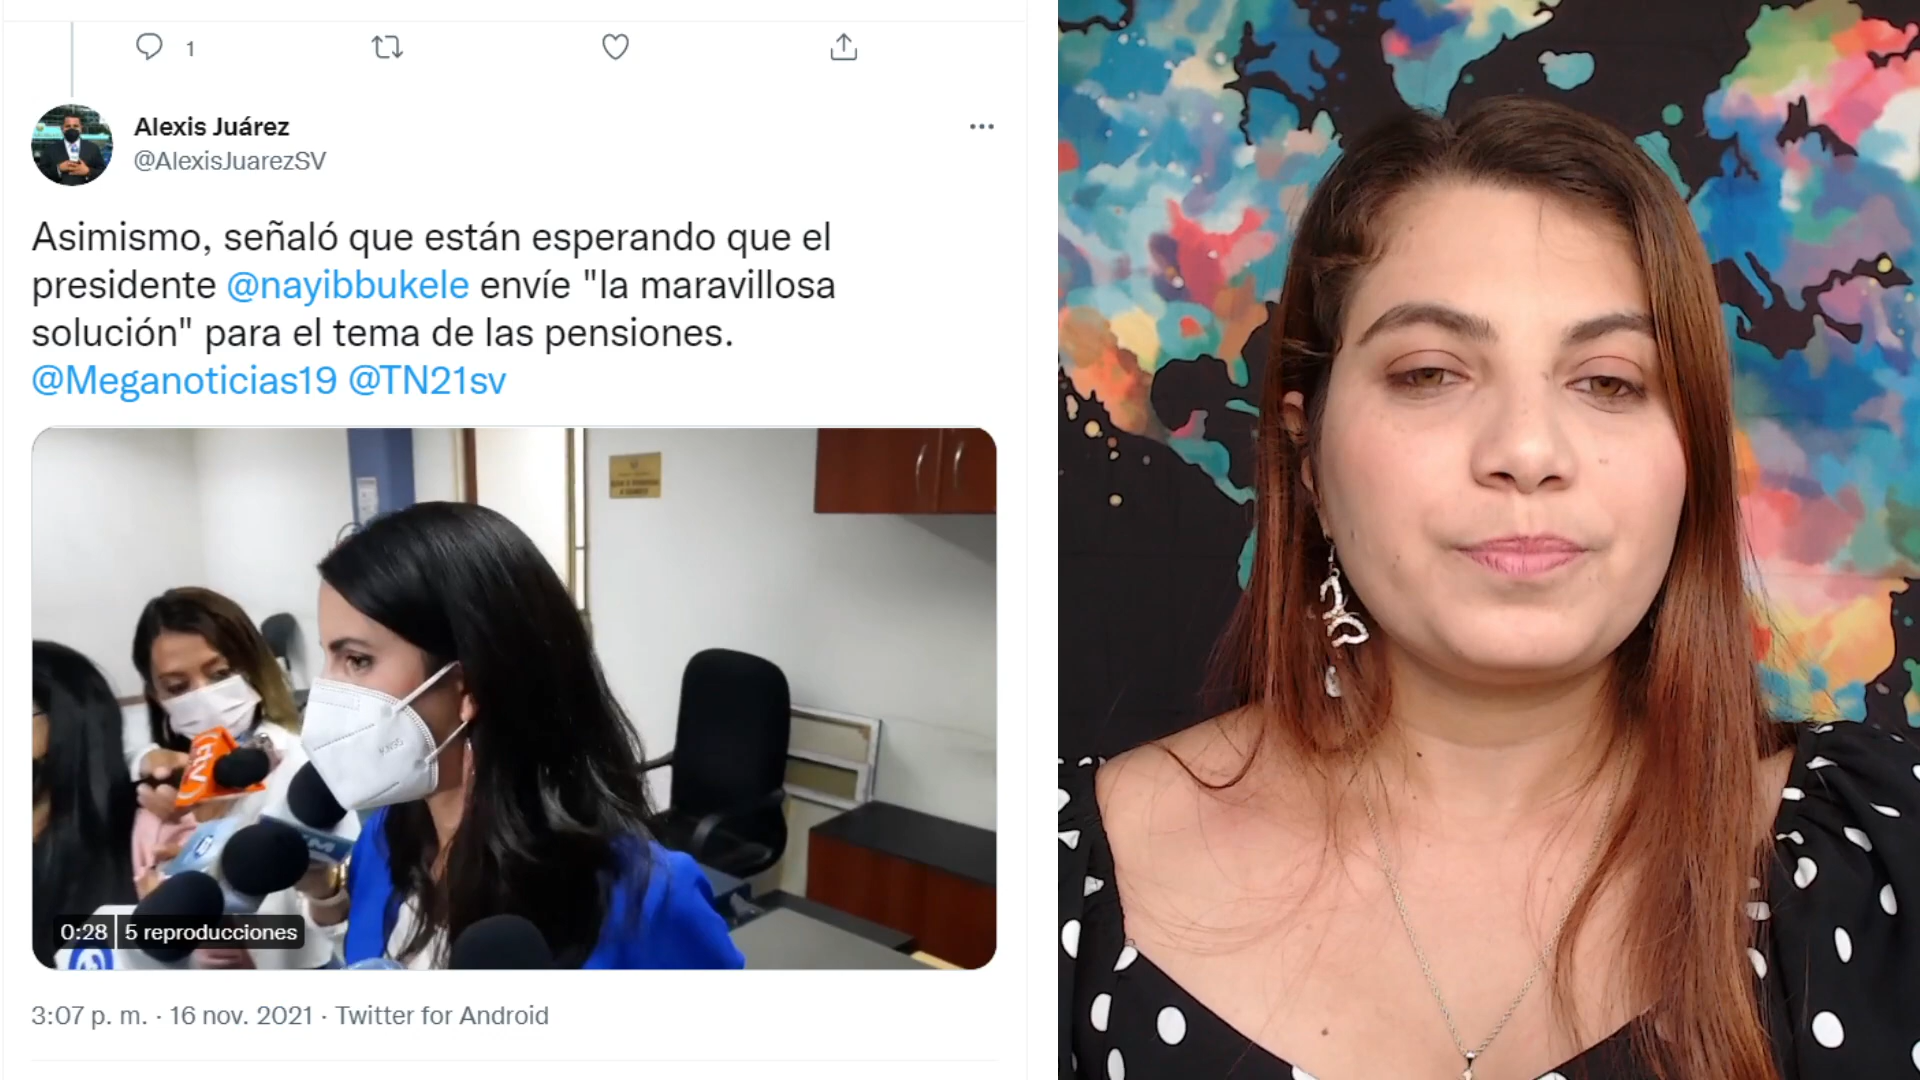 1
Alexis Juárez
@AlexisJuarezSV
Asimismo, señaló que están esperando que el
presidente @nayibbukele envíe "la maravillosa
solución" para el tema de las pensiones.
@Meganoticias19 @TN21sv
KN95
0:28 5 reproducciones
3:07 p. m. · 16 nov. 2021 · Twitter for Android